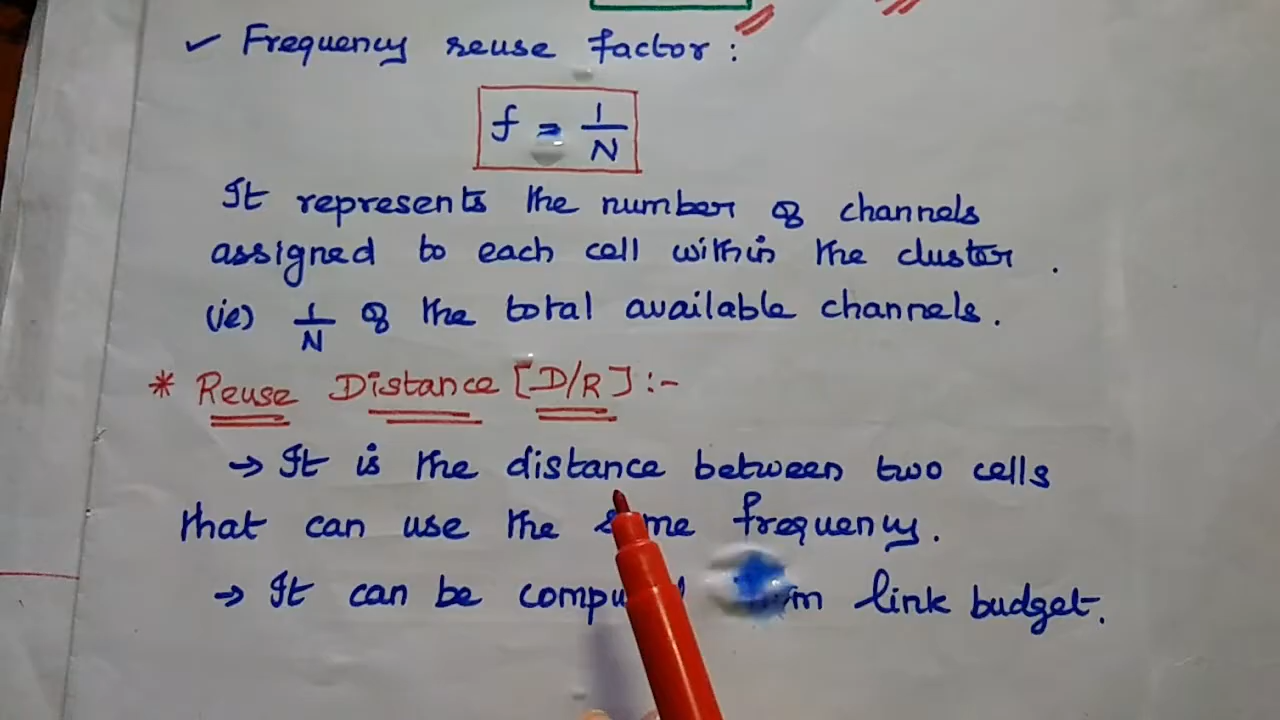 ✓ Frequency reuse factor :
f = 1/N
It represents the number of channels
assigned to each cell within the cluster .
(ie) 1/N of the total available channels.
* Reuse Distance [D/R] :-
→ It is the distance between two cells
that can use the same frequency.
→ It can be link budget.